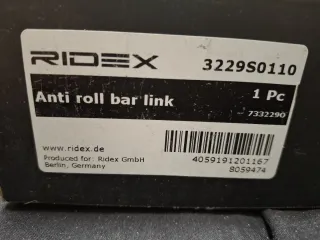 RIDEX 3229S0110
Anti roll bar link 1 Pc
7332290
www.ridex.de
Produced for: Ridex GmbH
Berlin, Germany
4059191201167
8059474